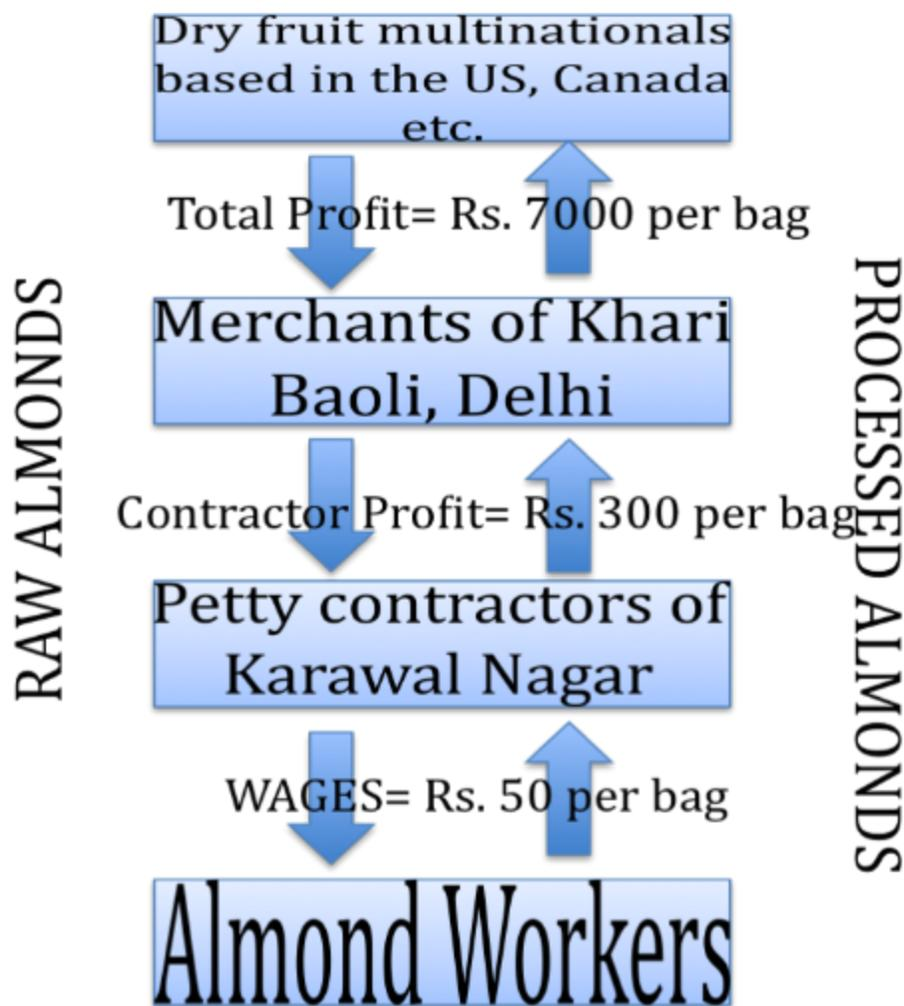 Dry fruit multinationals
based in the US, Canada
etc.
Total Profit= Rs. 7000 per bag
Merchants of Khari
Baoli, Delhi
Contractor Profit= Rs. 300 per bag
Petty contractors of
Karawal Nagar
WAGES= Rs. 50 per bag
Almond Workers
RAW ALMONDS
PROCESSED ALMONDS